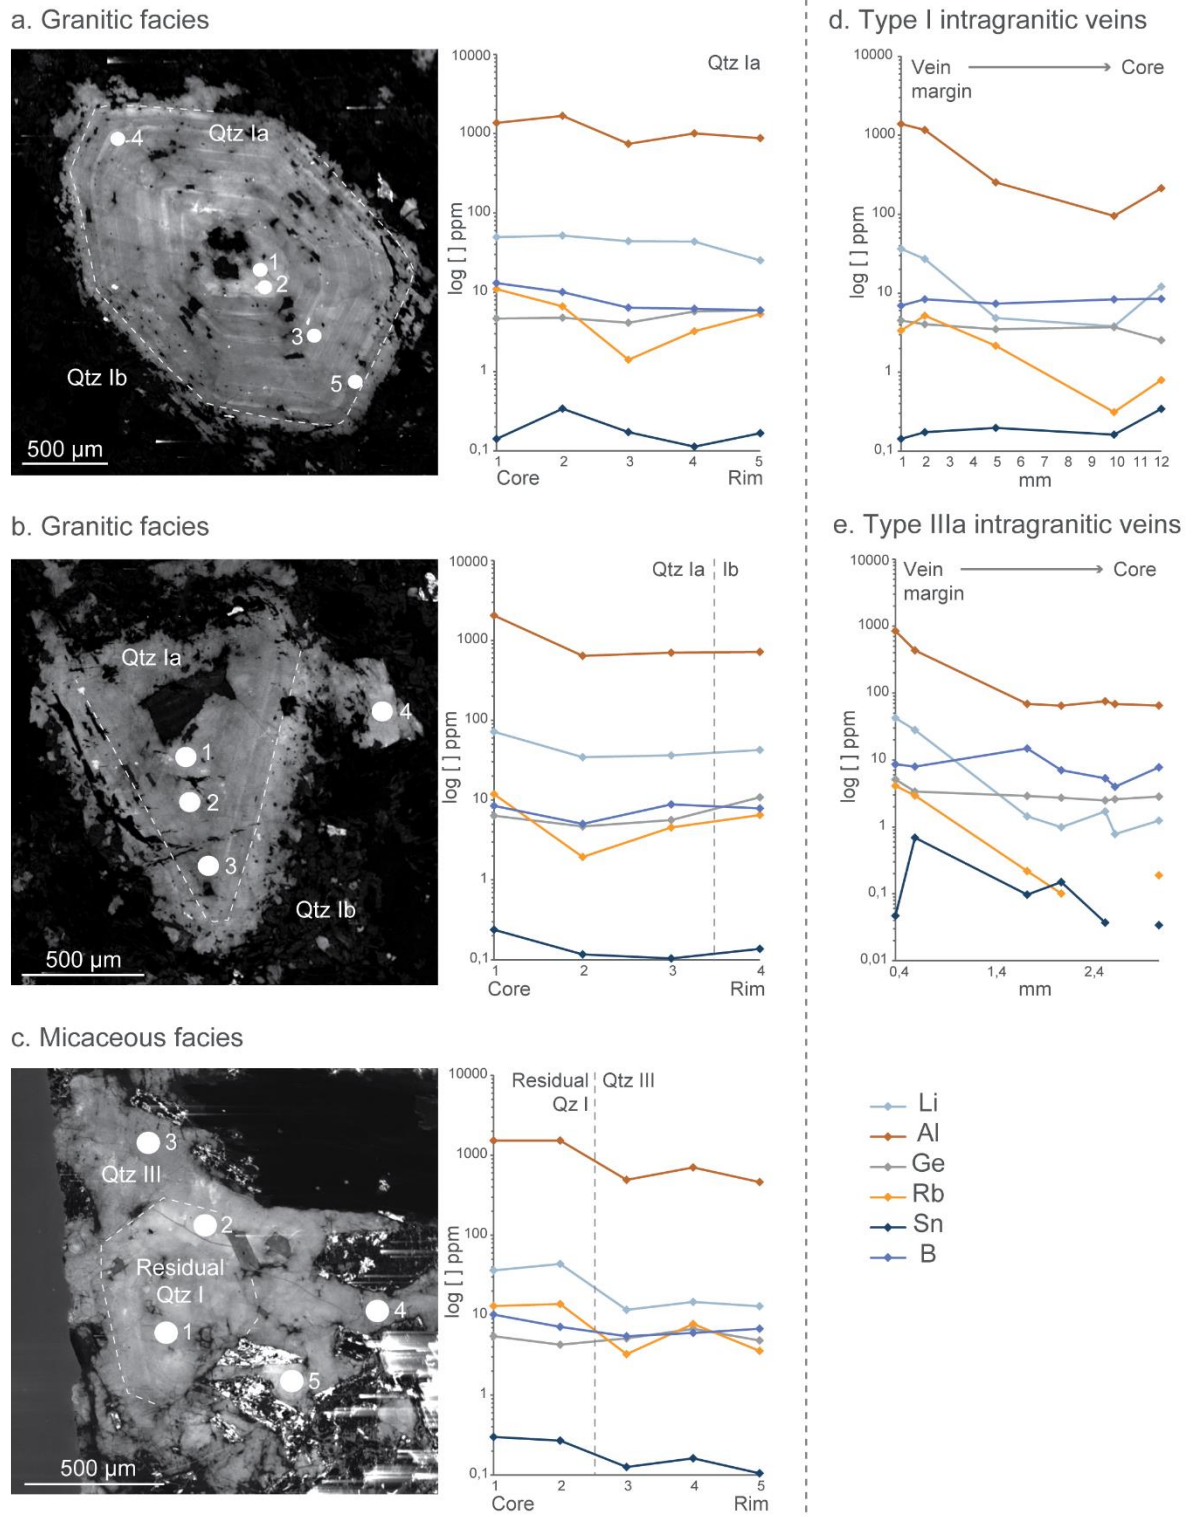 a. Granitic facies
Qtz Ia
4
1
2
3
5
Qtz Ib
500 µm
10000
1000
100
10
1
0,1
log [ ] ppm
Qtz Ia
1 2 3 4 5
Core Rim
d. Type I intragranitic veins
10000
1000
100
10
1
0,1
log [ ] ppm
Vein Core
margin
1 2 5 6 7 8 9 10 11 12
mm
b. Granitic facies
Qtz Ia
4
1
2
3
Qtz Ib
500 µm
10000
1000
100
10
1
0,1
log [ ] ppm
Qtz Ia Ib
1 2 3 4
Core Rim
e. Type IIIa intragranitic veins
10000
1000
100
10
1
0,1
0,01
log [ ] ppm
Vein Core
margin
0,4 1,4 2,4
mm
c. Micaceous facies
3
Qtz III
2
Residual
Qtz I
1
4
5
500 µm
10000
1000
100
10
1
0,1
log [ ] ppm
Residual Qtz III
Qz I
1 2 3 4 5
Core Rim
Li
Al
Ge
Rb
Sn
B